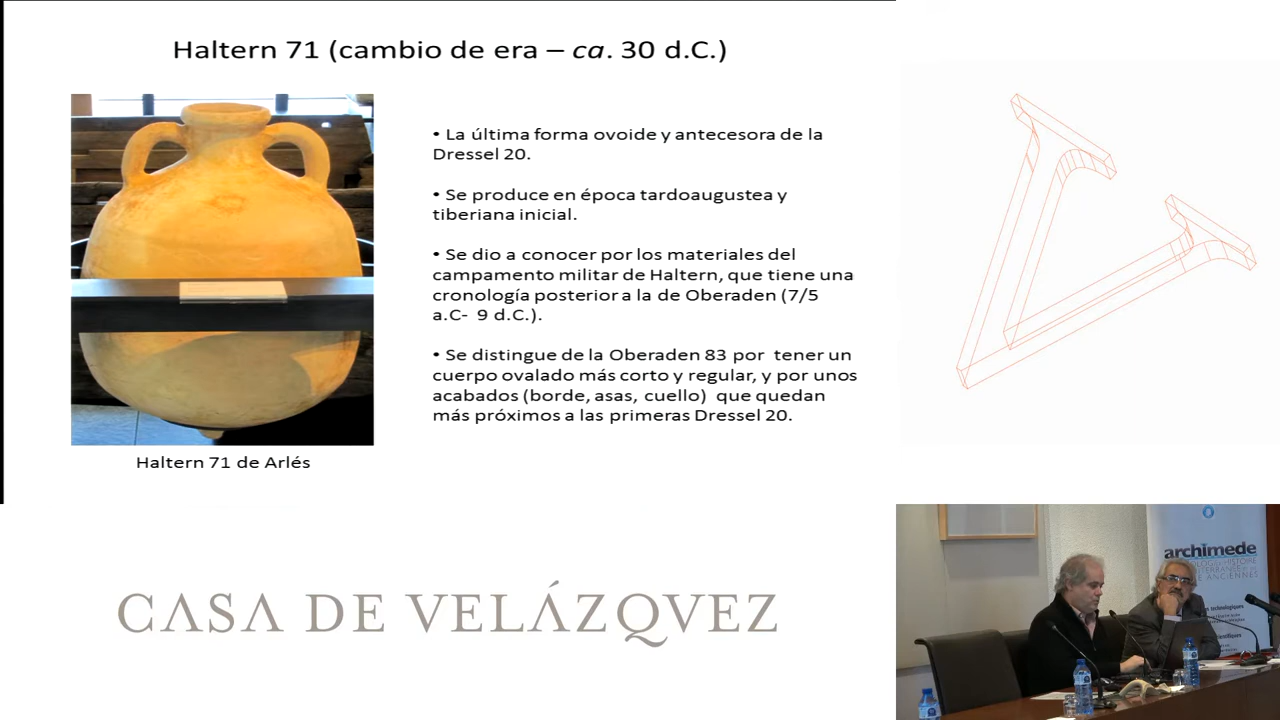 Haltern 71 (cambio de era – ca. 30 d.C.)
• La última forma ovoide y antecesora de la
Dressel 20.
• Se produce en época tardoaugustea y
tiberiana inicial.
• Se dio a conocer por los materiales del
campamento militar de Haltern, que tiene una
cronología posterior a la de Oberaden (7/5
a.C- 9 d.C.).
• Se distingue de la Oberaden 83 por tener un
cuerpo ovalado más corto y regular, y por unos
acabados (borde, asas, cuello) que quedan
más próximos a las primeras Dressel 20.
Haltern 71 de Arlés
CASA DE VELÁZQVEZ
archimede
ANCIENNES